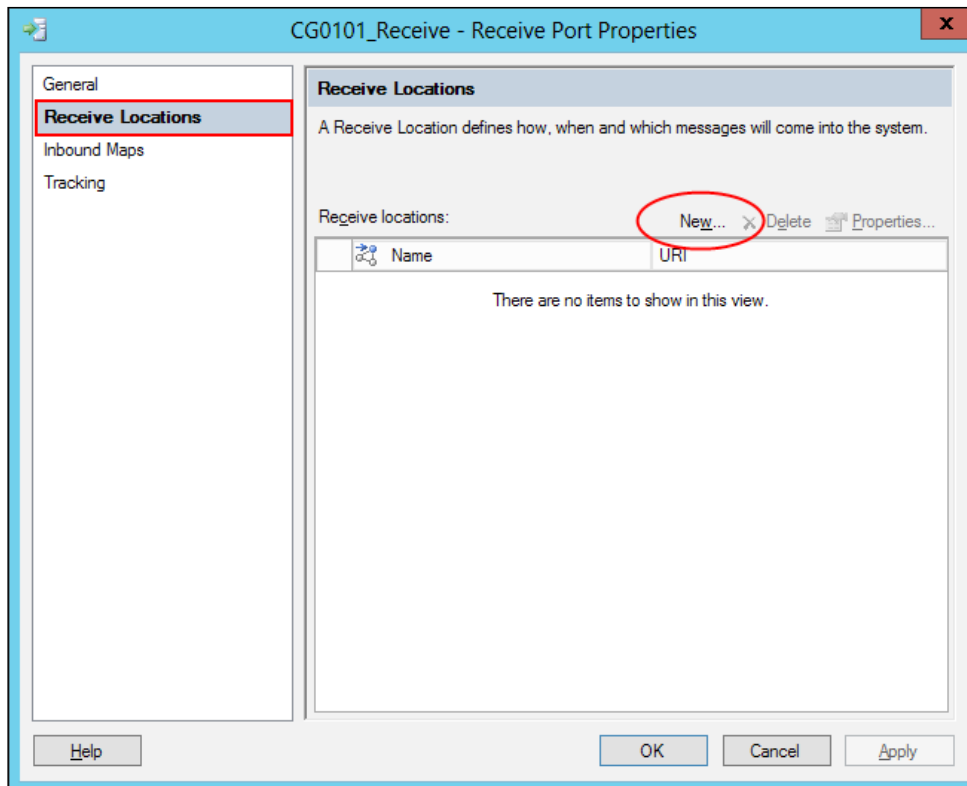 CG0101_Receive - Receive Port Properties
x
General
Receive Locations
Inbound Maps
Tracking
Receive Locations
A Receive Location defines how, when and which messages will come into the system.
Receive locations:
New... Delete Properties...
Name URI
There are no items to show in this view.
Help OK Cancel Apply